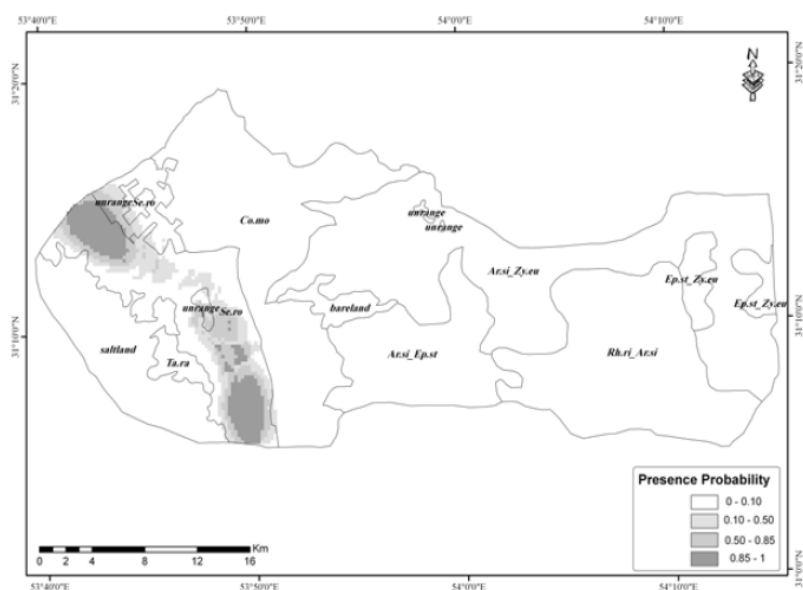 53°40'0"E 53°50'0"E 54°0'0"E 54°10'0"E
31°20'0"N
31°20'0"N
N
unrangeSe.ro
Co.mo
unrange
unrange
Ar.si_Zy.eu
Ep.st_Zy.eu
Ep.st_Zy.eu
unrange Se.ro
bareland
31°10'0"N
31°10'0"N
saltland
Ta.ra
Ar.si_Ep.st
Rh.ri_Ar.si
Presence Probability
0 - 0.10
0.10 - 0.50
0.50 - 0.85
0.85 - 1
Km
0 2 4 8 12 16
31°0'0"N
53°40'0"E 53°50'0"E 54°0'0"E 54°10'0"E